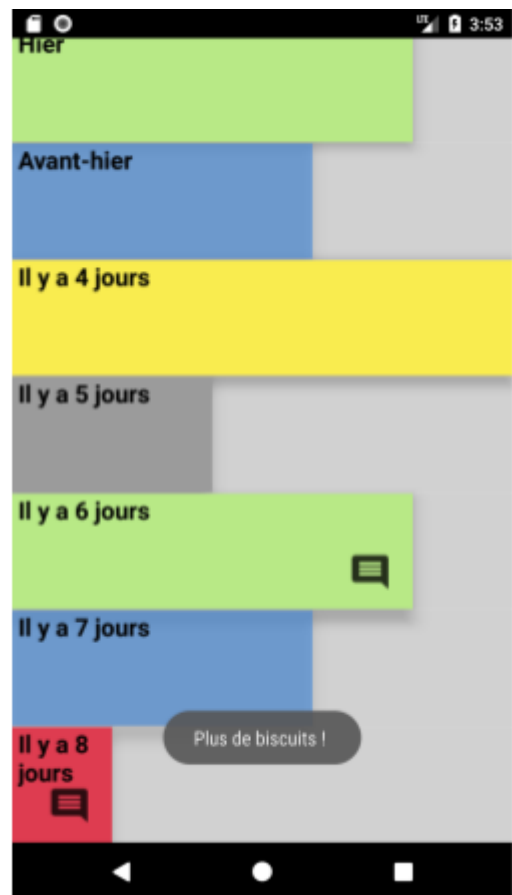 LTE 3:53
Hier
Avant-hier
Il y a 4 jours
Il y a 5 jours
Il y a 6 jours
Il y a 7 jours
Plus de biscuits !
Il y a 8
jours